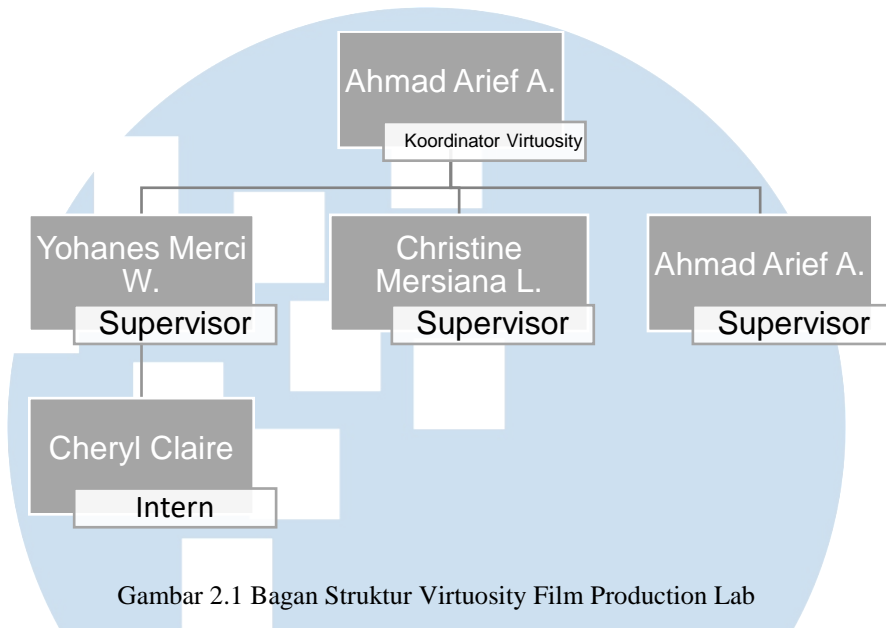 Ahmad Arief A.
Koordinator Virtuosity
Yohanes Merci
W.
Supervisor
Christine
Mersiana L.
Supervisor
Ahmad Arief A.
Supervisor
Cheryl Claire
Intern
Gambar 2.1 Bagan Struktur Virtuosity Film Production Lab